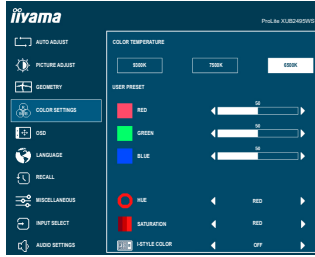 iiyama
ProLite XUB2495WS
AUTO ADJUST
COLOR TEMPERATURE
PICTURE ADJUST
9300K 7500K 6500K
GEOMETRY
USER PRESET
COLOR SETTINGS
RED 50
OSD
GREEN 50
LANGUAGE
BLUE 50
RECALL
MISCELLANEOUS
HUE RED
INPUT SELECT
SATURATION RED
AUDIO SETTINGS
I-STYLE COLOR OFF